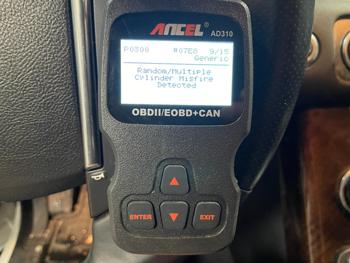 ANCEL
AD310
P0300 $07E8 9/15
Generic
Random/Multiple
Cylinder Misfire
Detected
OBDII/EOBD+CAN
ENTER
EXIT